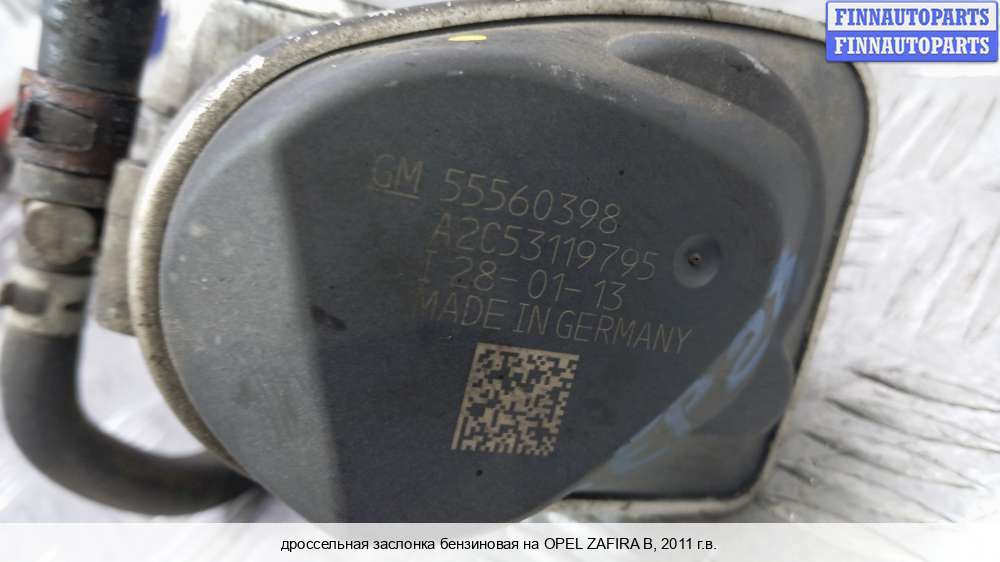 FINNAUTOPARTS
FINNAUTOPARTS
GM 55560398
A2C53119795
I 28-01-13
MADE IN GERMANY
дроссельная заслонка бензиновая на OPEL ZAFIRA B, 2011 г.в.